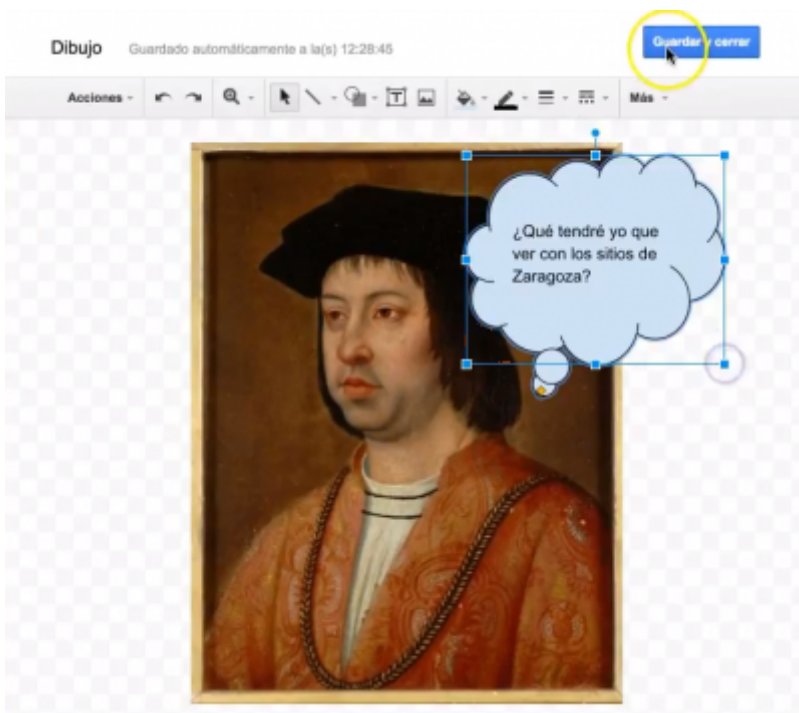 Dibujo Guardado automáticamente a la(s) 12:28:45 Guardar y cerrar
Acciones Más
¿Qué tendré yo que
ver con los sitios de
Zaragoza?